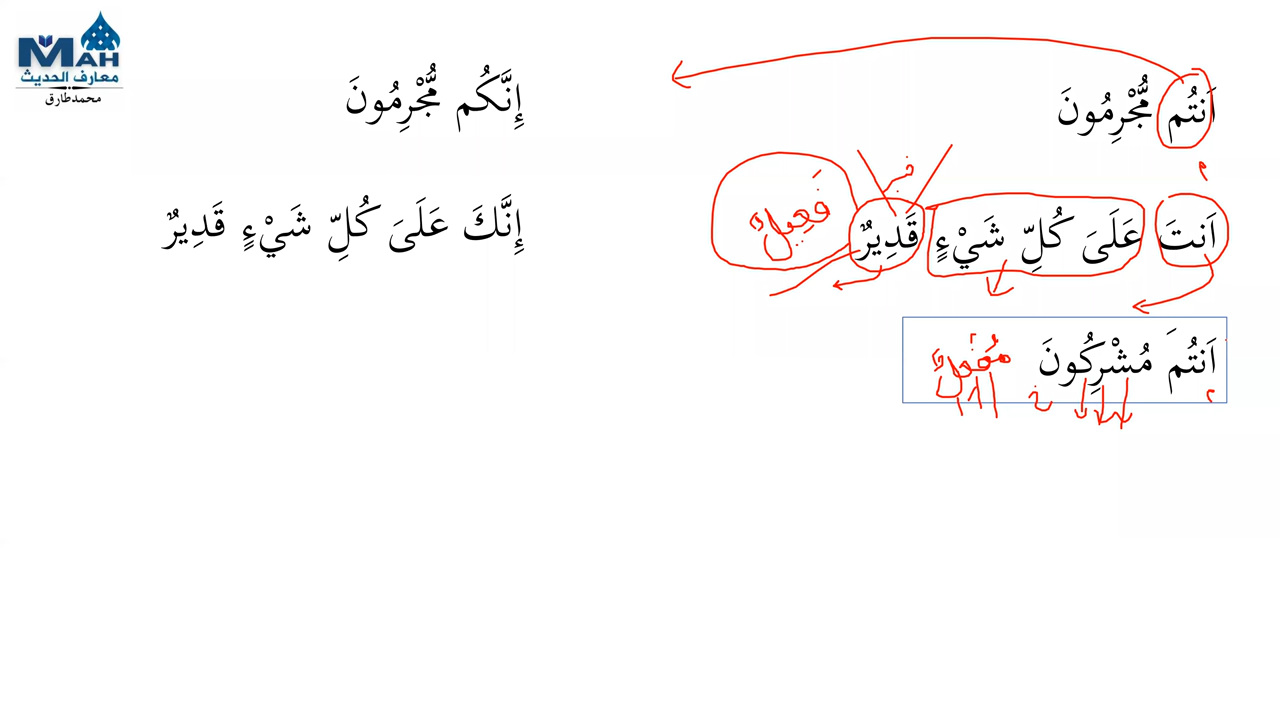 MAH
معارف الحديث
محمد طارق
اَنتُم مُّجْرِمُونَ
إِنَّكُم مُّجْرِمُونَ
م
خبر
فَعِيلٌ
اَنتَ عَلَىَ كُلِّ شَيْءٍ قَدِيرٌ
إِنَّكَ عَلَىَ كُلِّ شَيْءٍ قَدِيرٌ
اَنتُمَ مُشْرِكُونَ مُفْعِلٌ
م
خ